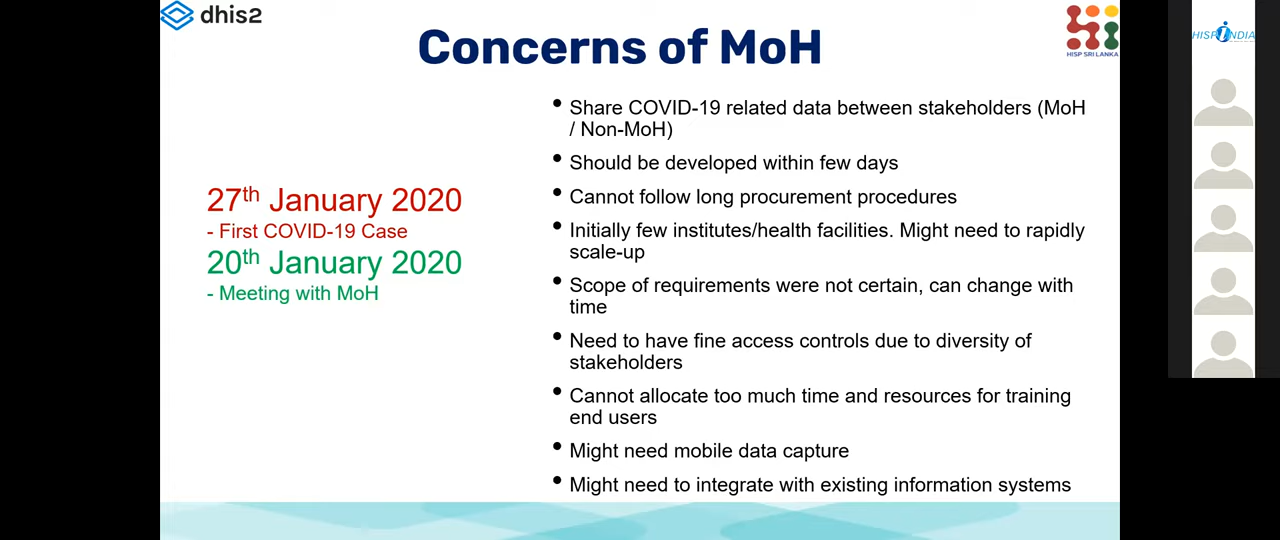 dhis2
Concerns of MoH
HISP SRI LANKA
HISP INDIA
27th January 2020
- First COVID-19 Case
20th January 2020
- Meeting with MoH
• Share COVID-19 related data between stakeholders (MoH
/ Non-MoH)
• Should be developed within few days
• Cannot follow long procurement procedures
• Initially few institutes/health facilities. Might need to rapidly
scale-up
• Scope of requirements were not certain, can change with
time
• Need to have fine access controls due to diversity of
stakeholders
• Cannot allocate too much time and resources for training
end users
• Might need mobile data capture
• Might need to integrate with existing information systems